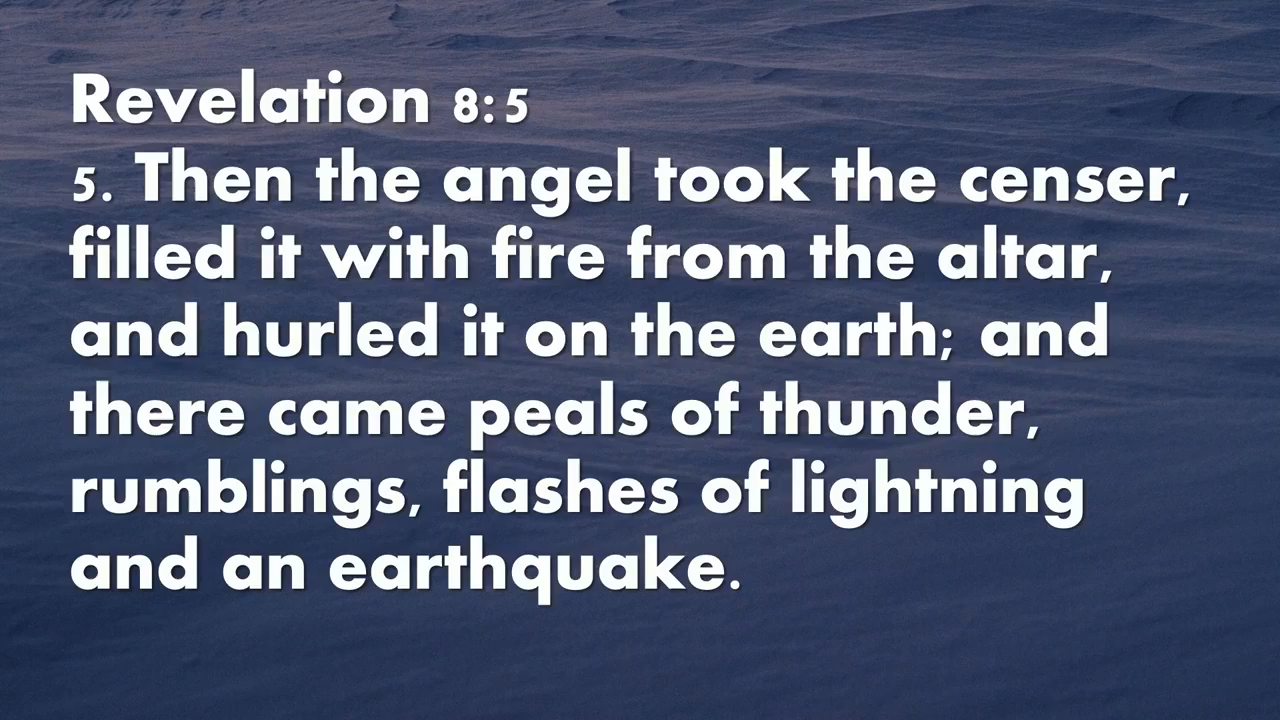 Revelation 8:5
5. Then the angel took the censer,
filled it with fire from the altar,
and hurled it on the earth; and
there came peals of thunder,
rumblings, flashes of lightning
and an earthquake.